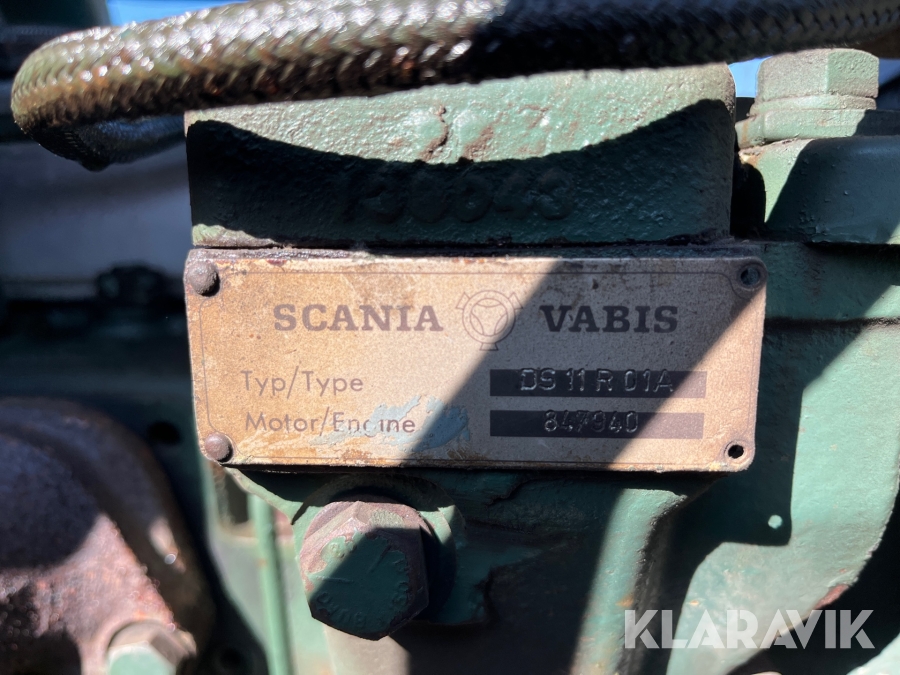 SCANIA VABIS
Typ/Type DS 11 R 01A
Motor/Engine 847940
KLARAVIK